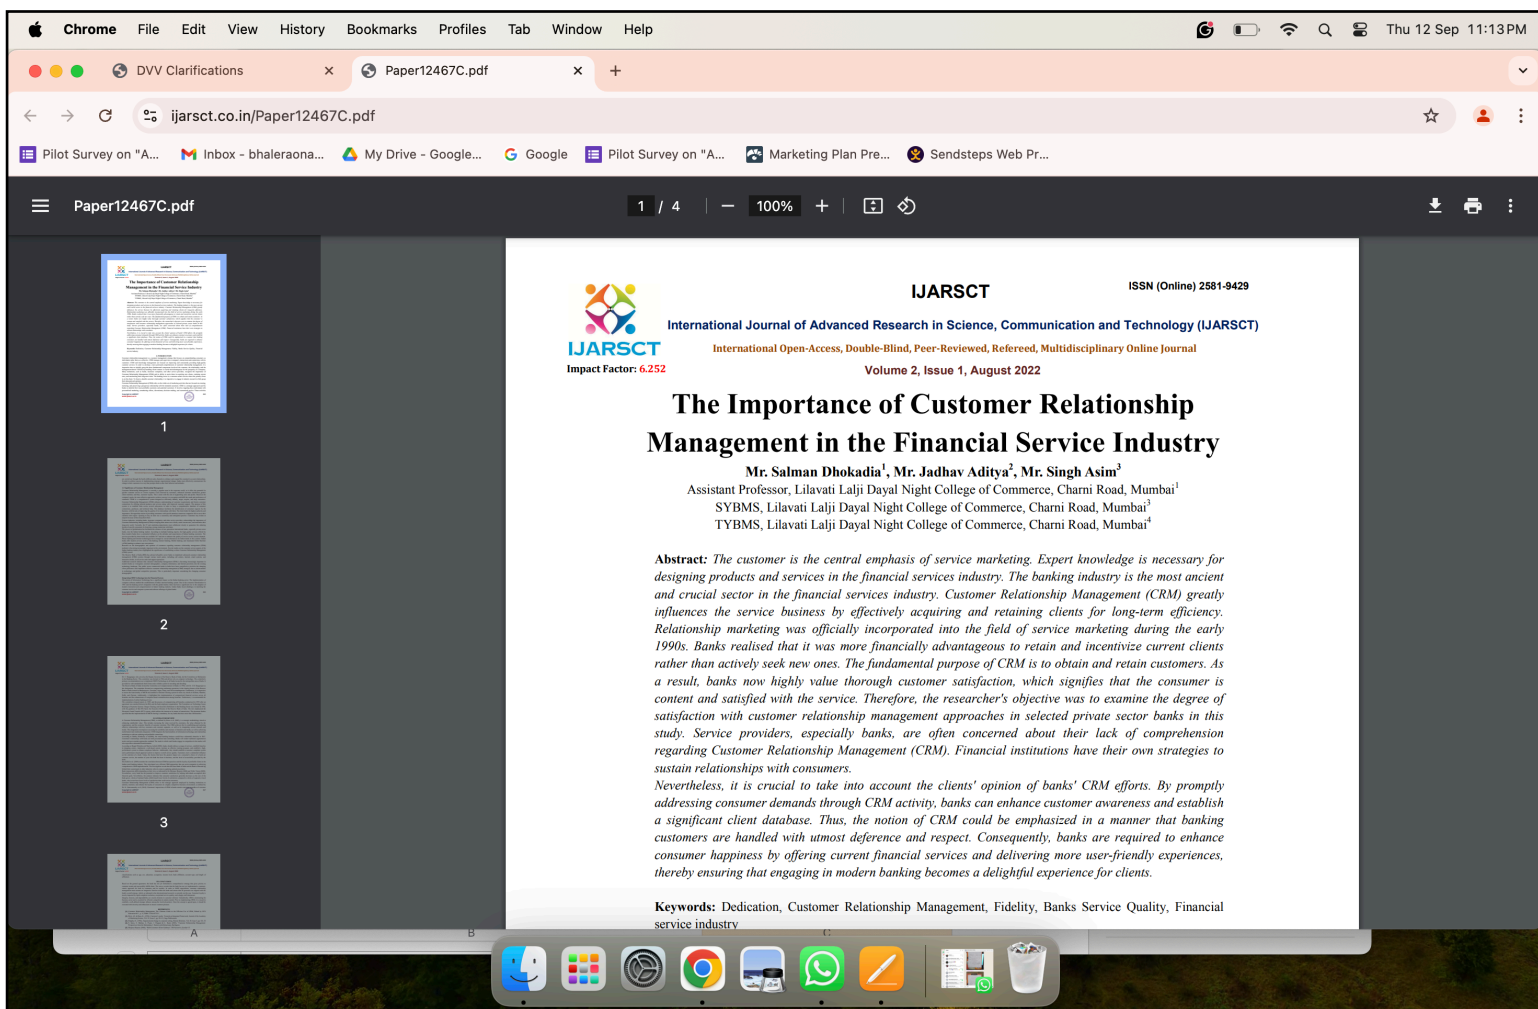 Chrome File Edit View History Bookmarks Profiles Tab Window Help Thu 12 Sep 11:13 PM
DVV Clarifications
Paper12467C.pdf
ijarsct.co.in/Paper12467C.pdf
Pilot Survey on "A... Inbox - bhaleraona... My Drive - Google... Google Pilot Survey on "A... Marketing Plan Pre... Sendsteps Web Pr...
Paper12467C.pdf 1 / 4 100%
1
2
3
IJARSCT
ISSN (Online) 2581-9429
International Journal of Advanced Research in Science, Communication and Technology (IJARSCT)
International Open-Access, Double-Blind, Peer-Reviewed, Refereed, Multidisciplinary Online Journal
IJARSCT
Impact Factor: 6.252
Volume 2, Issue 1, August 2022
The Importance of Customer Relationship
Management in the Financial Service Industry
Mr. Salman Dhokadia1, Mr. Jadhav Aditya2, Mr. Singh Asim3
Assistant Professor, Lilavati Lalji Dayal Night College of Commerce, Charni Road, Mumbai1
SYBMS, Lilavati Lalji Dayal Night College of Commerce, Charni Road, Mumbai3
TYBMS, Lilavati Lalji Dayal Night College of Commerce, Charni Road, Mumbai4
Abstract: The customer is the central emphasis of service marketing. Expert knowledge is necessary for
designing products and services in the financial services industry. The banking industry is the most ancient
and crucial sector in the financial services industry. Customer Relationship Management (CRM) greatly
influences the service business by effectively acquiring and retaining clients for long-term efficiency.
Relationship marketing was officially incorporated into the field of service marketing during the early
1990s. Banks realised that it was more financially advantageous to retain and incentivize current clients
rather than actively seek new ones. The fundamental purpose of CRM is to obtain and retain customers. As
a result, banks now highly value thorough customer satisfaction, which signifies that the consumer is
content and satisfied with the service. Therefore, the researcher's objective was to examine the degree of
satisfaction with customer relationship management approaches in selected private sector banks in this
study. Service providers, especially banks, are often concerned about their lack of comprehension
regarding Customer Relationship Management (CRM). Financial institutions have their own strategies to
sustain relationships with consumers.
Nevertheless, it is crucial to take into account the clients' opinion of banks' CRM efforts. By promptly
addressing consumer demands through CRM activity, banks can enhance customer awareness and establish
a significant client database. Thus, the notion of CRM could be emphasized in a manner that banking
customers are handled with utmost deference and respect. Consequently, banks are required to enhance
consumer happiness by offering current financial services and delivering more user-friendly experiences,
thereby ensuring that engaging in modern banking becomes a delightful experience for clients.
Keywords: Dedication, Customer Relationship Management, Fidelity, Banks Service Quality, Financial
service industry
A B C